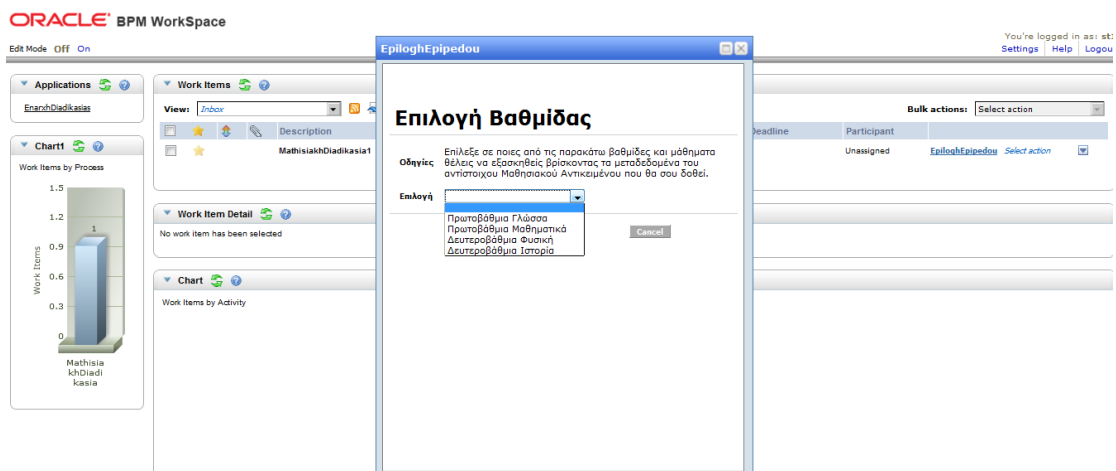 ORACLE BPM WorkSpace
You're logged in as: st1
Edit Mode Off On
Settings Help Logou
EpiloghEpipedou
Applications
EnarxhDiadikasias
Chart1
Work Items by Process
1.5
1.2
1
0.9
0.6
0.3
0
Work Items
Mathisia
khDiadi
kasia
Work Items
View: Inbox
Bulk actions: Select action
Description
Deadline
Participant
MathisiakhDiadikasia1
Unassigned
EpiloghEpipedou Select action
Work Item Detail
No work item has been selected
Chart
Work Items by Activity
Επιλογή Βαθμίδας
Οδηγίες
Επίλεξε σε ποιες από τις παρακάτω βαθμίδες και μάθηματα
θέλεις να εξασκηθείς βρίσκοντας τα μεταδεδομένα του
αντίστοιχου Μαθησιακού Αντικειμένου που θα σου δοθεί.
Επιλογή
Πρωτοβάθμια Γλώσσα
Πρωτοβάθμια Μαθηματικά
Δευτεροβάθμια Φυσική
Δευτεροβάθμια Ιστορία
Cancel